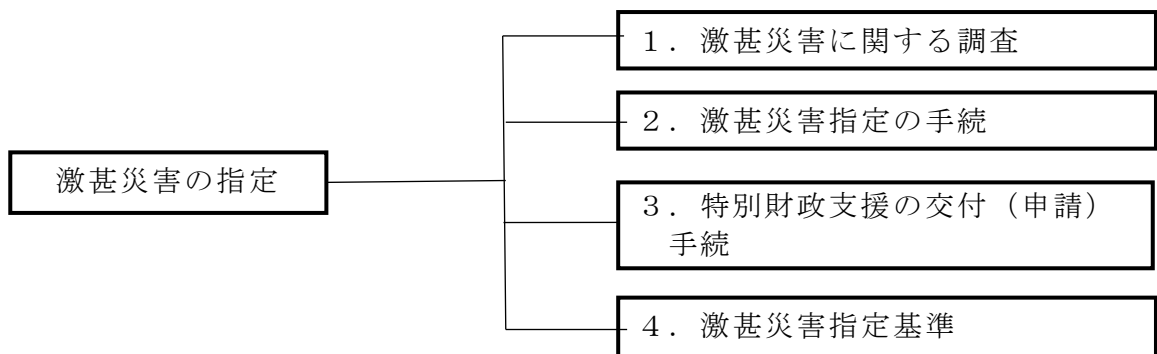 激甚災害の指定
１．激甚災害に関する調査
２．激甚災害指定の手続
３．特別財政支援の交付（申請）
手続
４．激甚災害指定基準